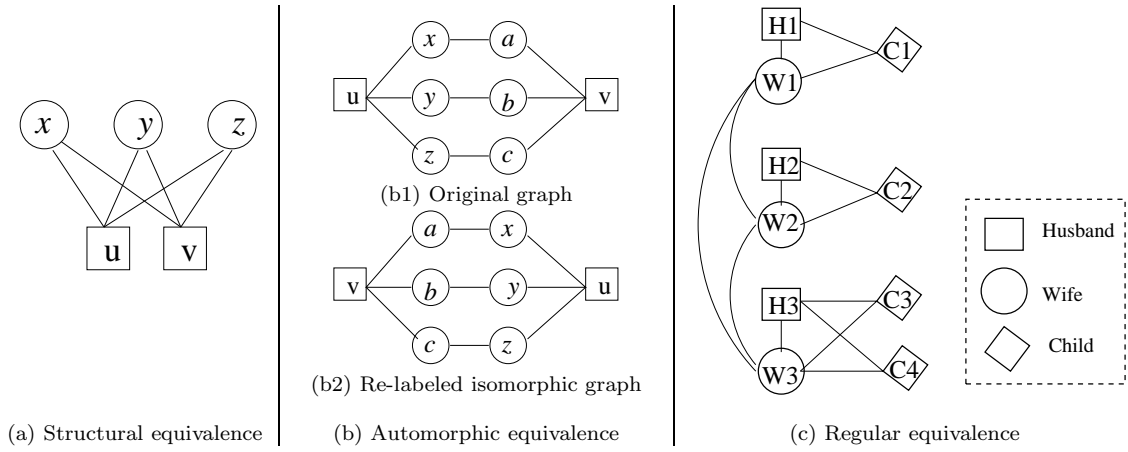 x y z
u v
(a) Structural equivalence
x a
u y b v
z c
(b1) Original graph
a x
v b y u
c z
(b2) Re-labeled isomorphic graph
(b) Automorphic equivalence
H1
C1
W1
H2
C2
W2
H3 C3
W3 C4
Husband
Wife
Child
(c) Regular equivalence